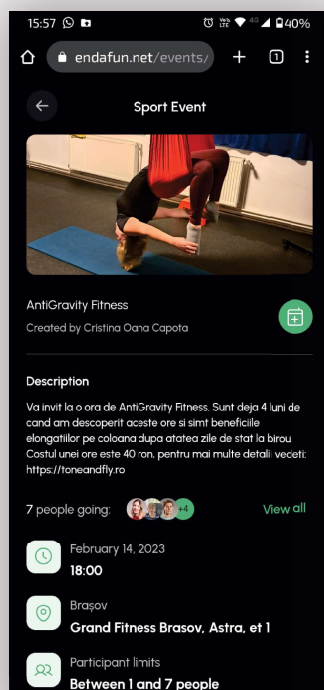 15:57
4G 40%
endafun.net/events/ 1
Sport Event
AntiGravity Fitness
Created by Cristina Oana Capota
Description
Va invit la o ora de AntiGravity Fitness. Sunt deja 4 luni de
cand am descoperit aceste ore si simt beneficiile
elongatiilor pe coloana dupa atatea zile de stat la birou
Costul unei ore este 40 ron, pentru mai multe detalii vedeti:
https://toneandfly.ro
7 people going: +4 View all
February 14, 2023
18:00
Brașov
Grand Fitness Brasov, Astra, et 1
Participant limits
Between 1 and 7 people